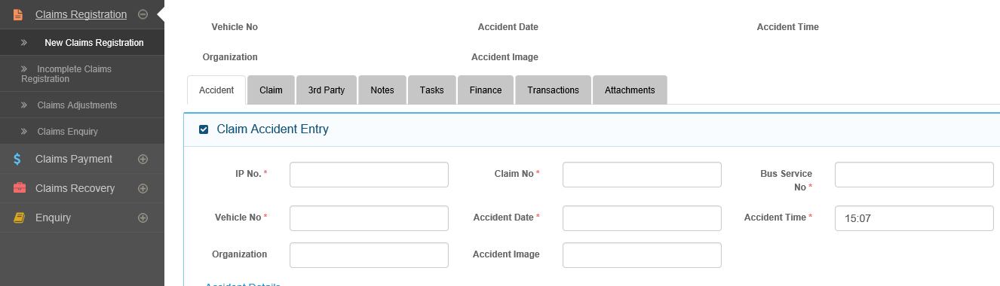 Claims Registration
New Claims Registration
Incomplete Claims
Registration
Claims Adjustments
Claims Enquiry
Claims Payment
Claims Recovery
Enquiry
Vehicle No Accident Date Accident Time
Organization Accident Image
Accident Claim 3rd Party Notes Tasks Finance Transactions Attachments
Claim Accident Entry
IP No. * Claim No * Bus Service
No *
Vehicle No * Accident Date * Accident Time * 15:07
Organization Accident Image
Accident Details